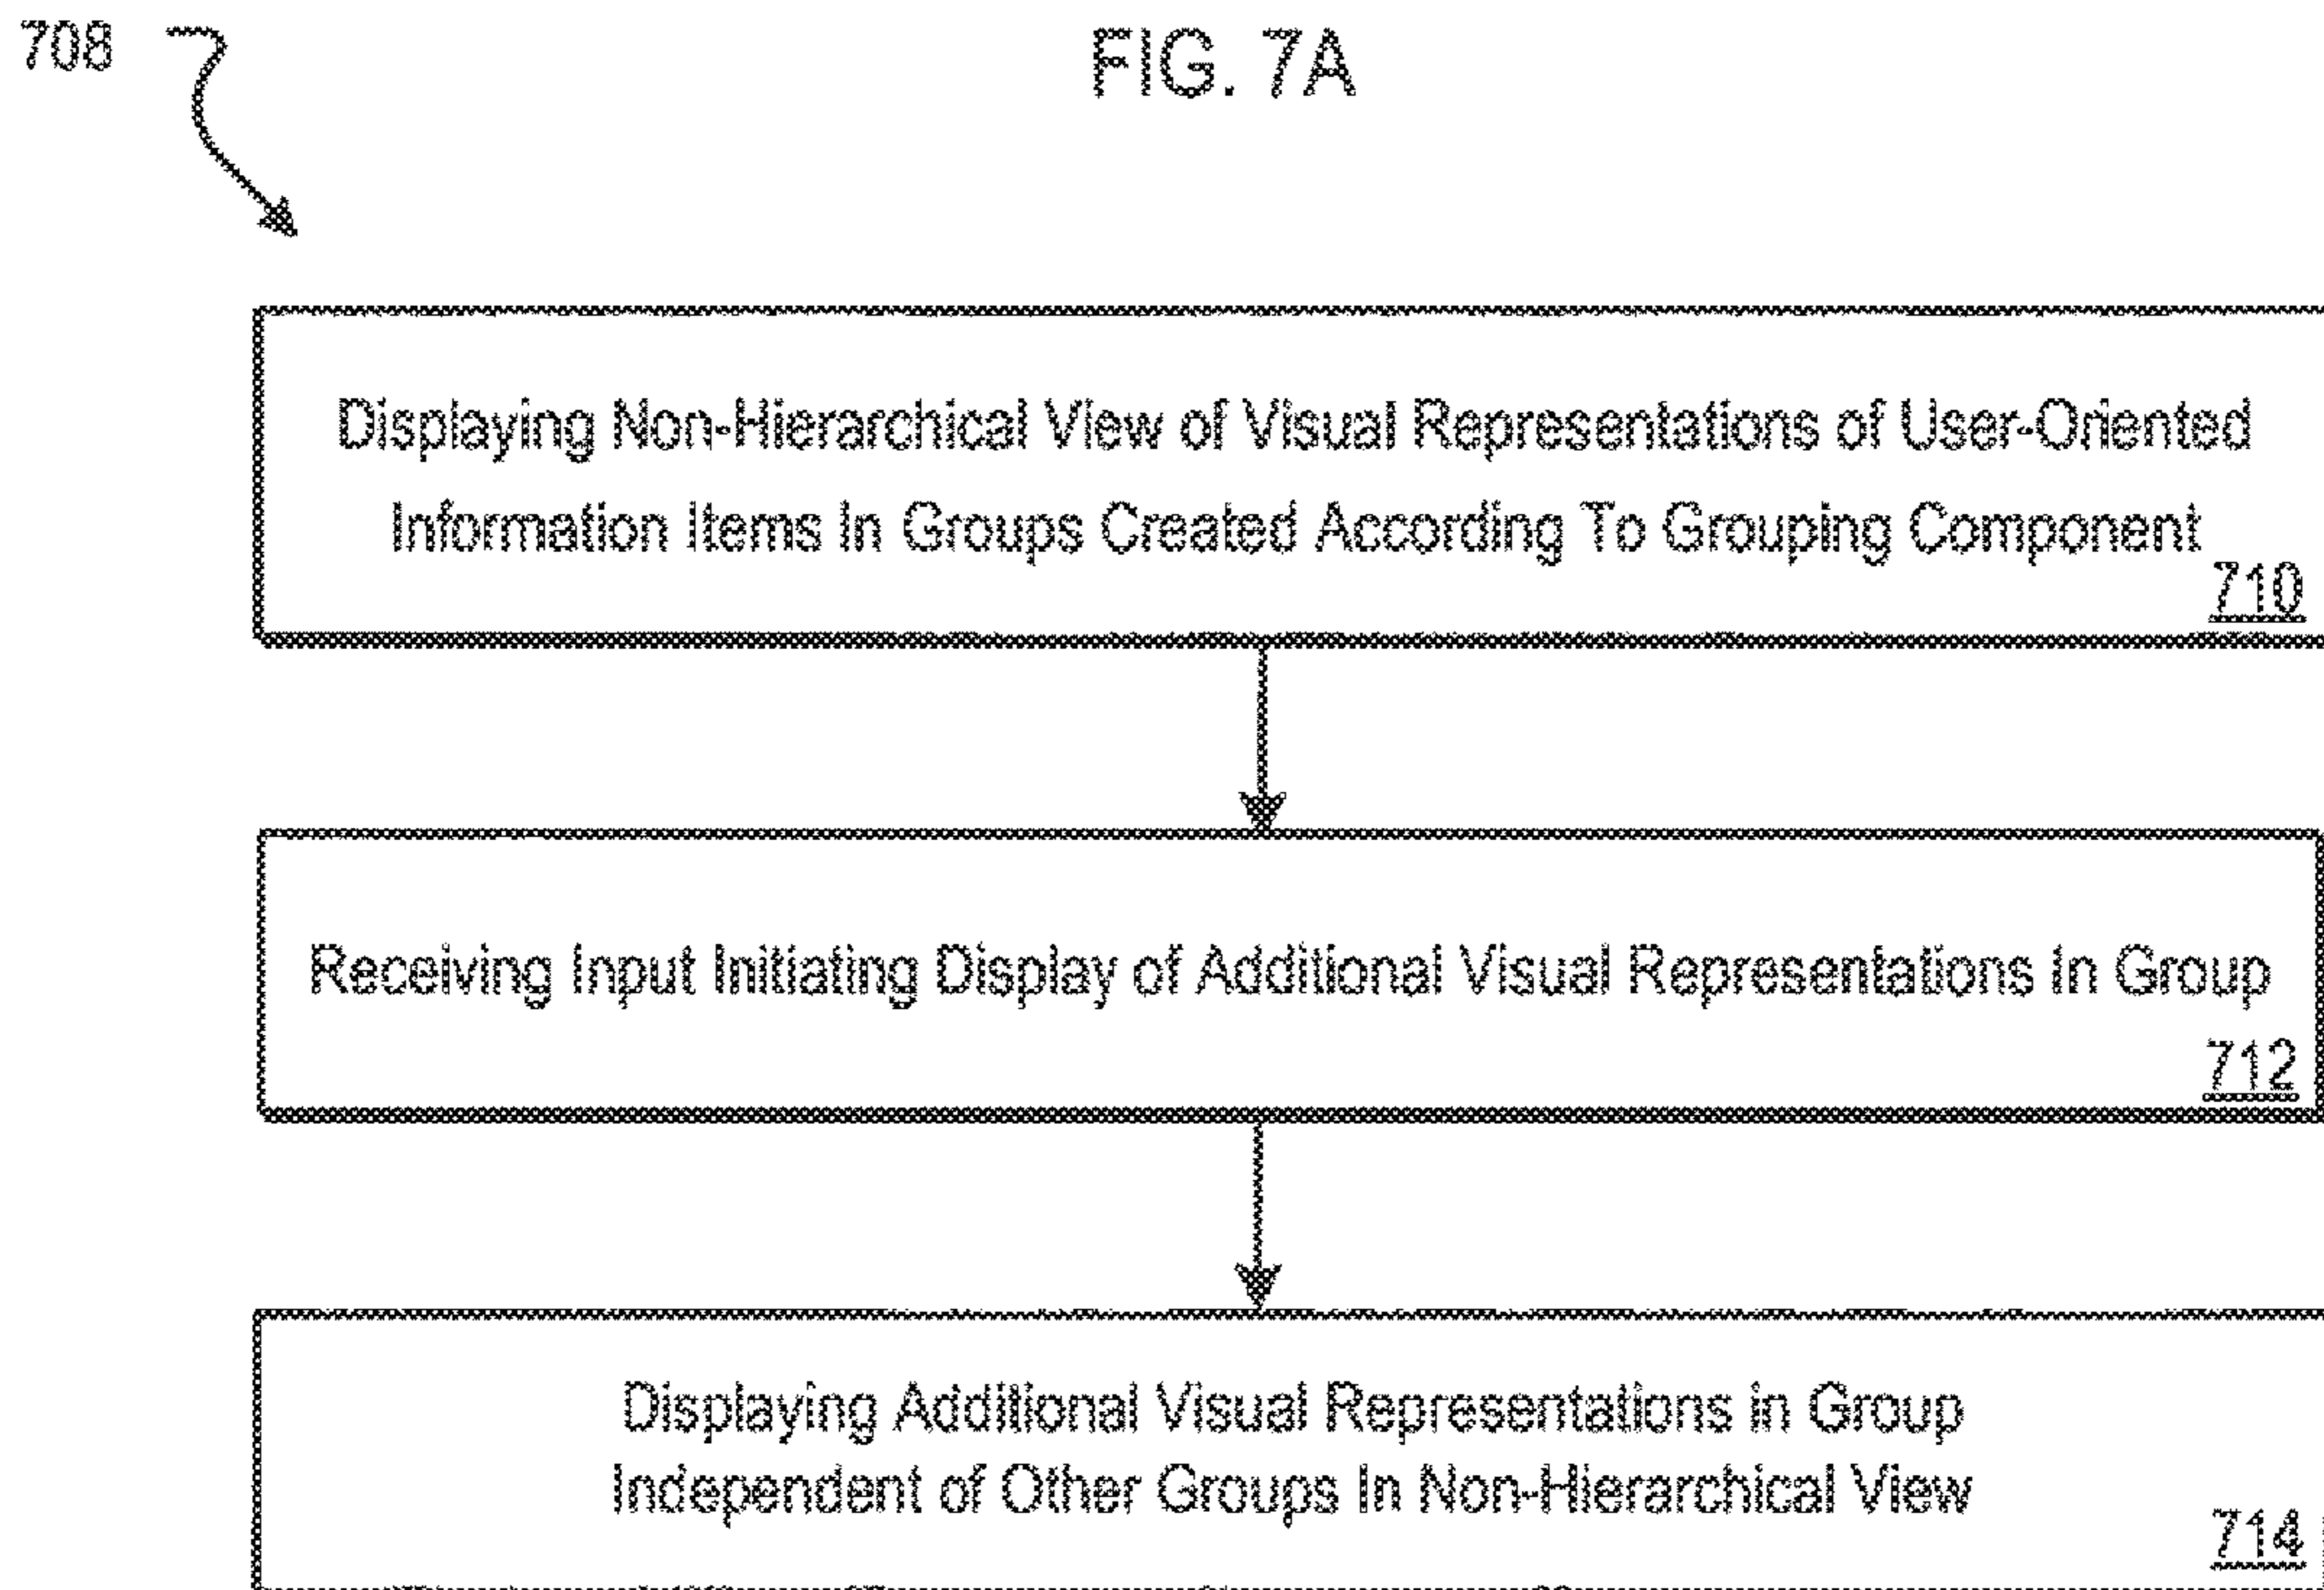 708
FIG. 7A
Displaying Non-Hierarchical View of Visual Representations of User-Oriented
Information Items In Groups Created According To Grouping Component
710
Receiving Input Initiating Display of Additional Visual Representations In Group
712
Displaying Additional Visual Representations in Group
Independent of Other Groups In Non-Hierarchical View
714